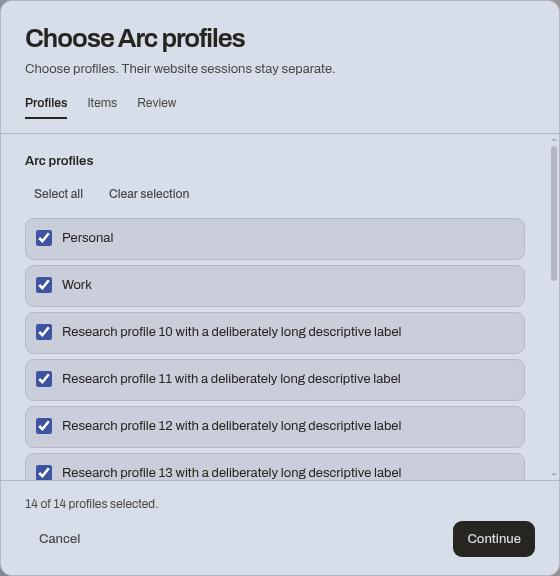 Choose Arc profiles
Choose profiles. Their website sessions stay separate.
Profiles Items Review
Arc profiles
Select all Clear selection
Personal
Work
Research profile 10 with a deliberately long descriptive label
Research profile 11 with a deliberately long descriptive label
Research profile 12 with a deliberately long descriptive label
Research profile 13 with a deliberately long descriptive label
14 of 14 profiles selected.
Cancel Continue